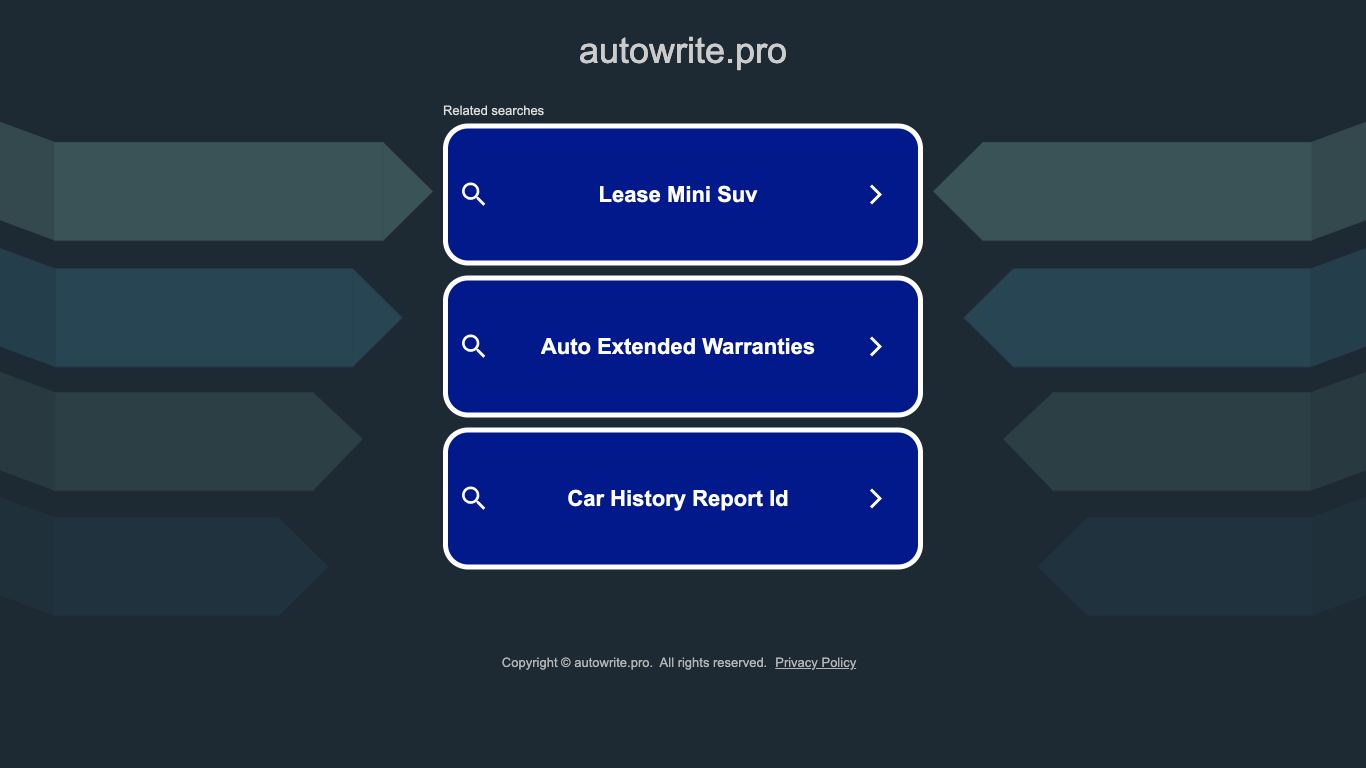 autowrite.pro
Related searches
Lease Mini Suv
Auto Extended Warranties
Car History Report Id
Copyright © autowrite.pro. All rights reserved. Privacy Policy